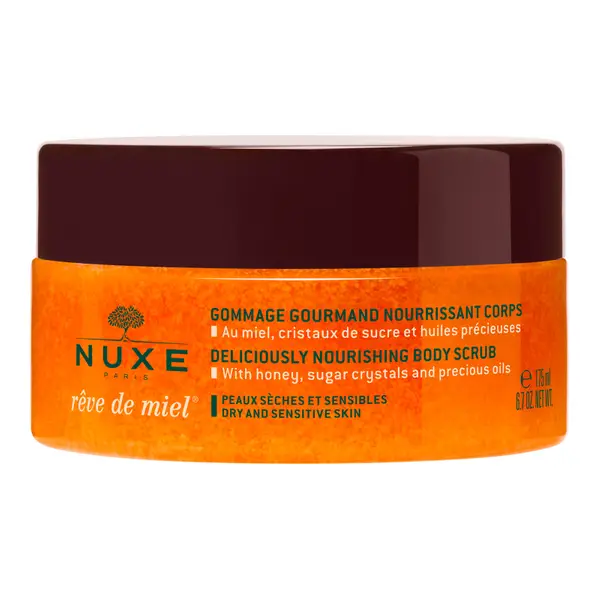 NUXE
PARIS
rêve de miel®
GOMMAGE GOURMAND NOURRISSANT CORPS
Au miel, cristaux de sucre et huiles précieuses
DELICIOUSLY NOURISHING BODY SCRUB
With honey, sugar crystals and precious oils
PEAUX SÈCHES ET SENSIBLES
DRY AND SENSITIVE SKIN
℮ 175 ml
6.7 OZ. NET WT.